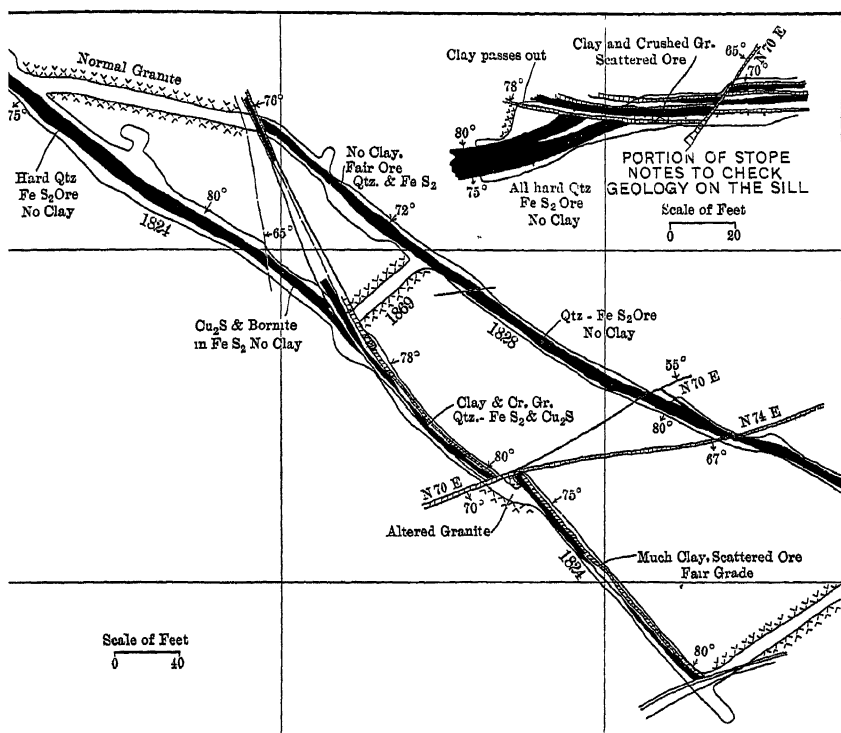 Normal Granite
Clay passes out
Clay and Crushed Gr.
Scattered Ore
65°
N 70 E
70°
78°
80°
75°
All hard Qtz
Fe S₂ Ore
No Clay
PORTION OF STOPE
NOTES TO CHECK
GEOLOGY ON THE SILL
Scale of Feet
0 20
75°
76°
Hard Qtz
Fe S₂ Ore
No Clay
1824
80°
65°
No Clay.
Fair Ore
Qtz. & Fe S₂
72°
Cu₂S & Bornite
in Fe S₂ No Clay
1869
1828
Qtz - Fe S₂ Ore
No Clay
78°
Clay & Cr. Gr.
Qtz.- Fe S₂ & Cu₂S
55°
N 70 E
80°
N 74 E
67°
80°
N 70 E
70°
75°
Altered Granite
1824
Much Clay, Scattered Ore
Fair Grade
80°
Scale of Feet
0 40